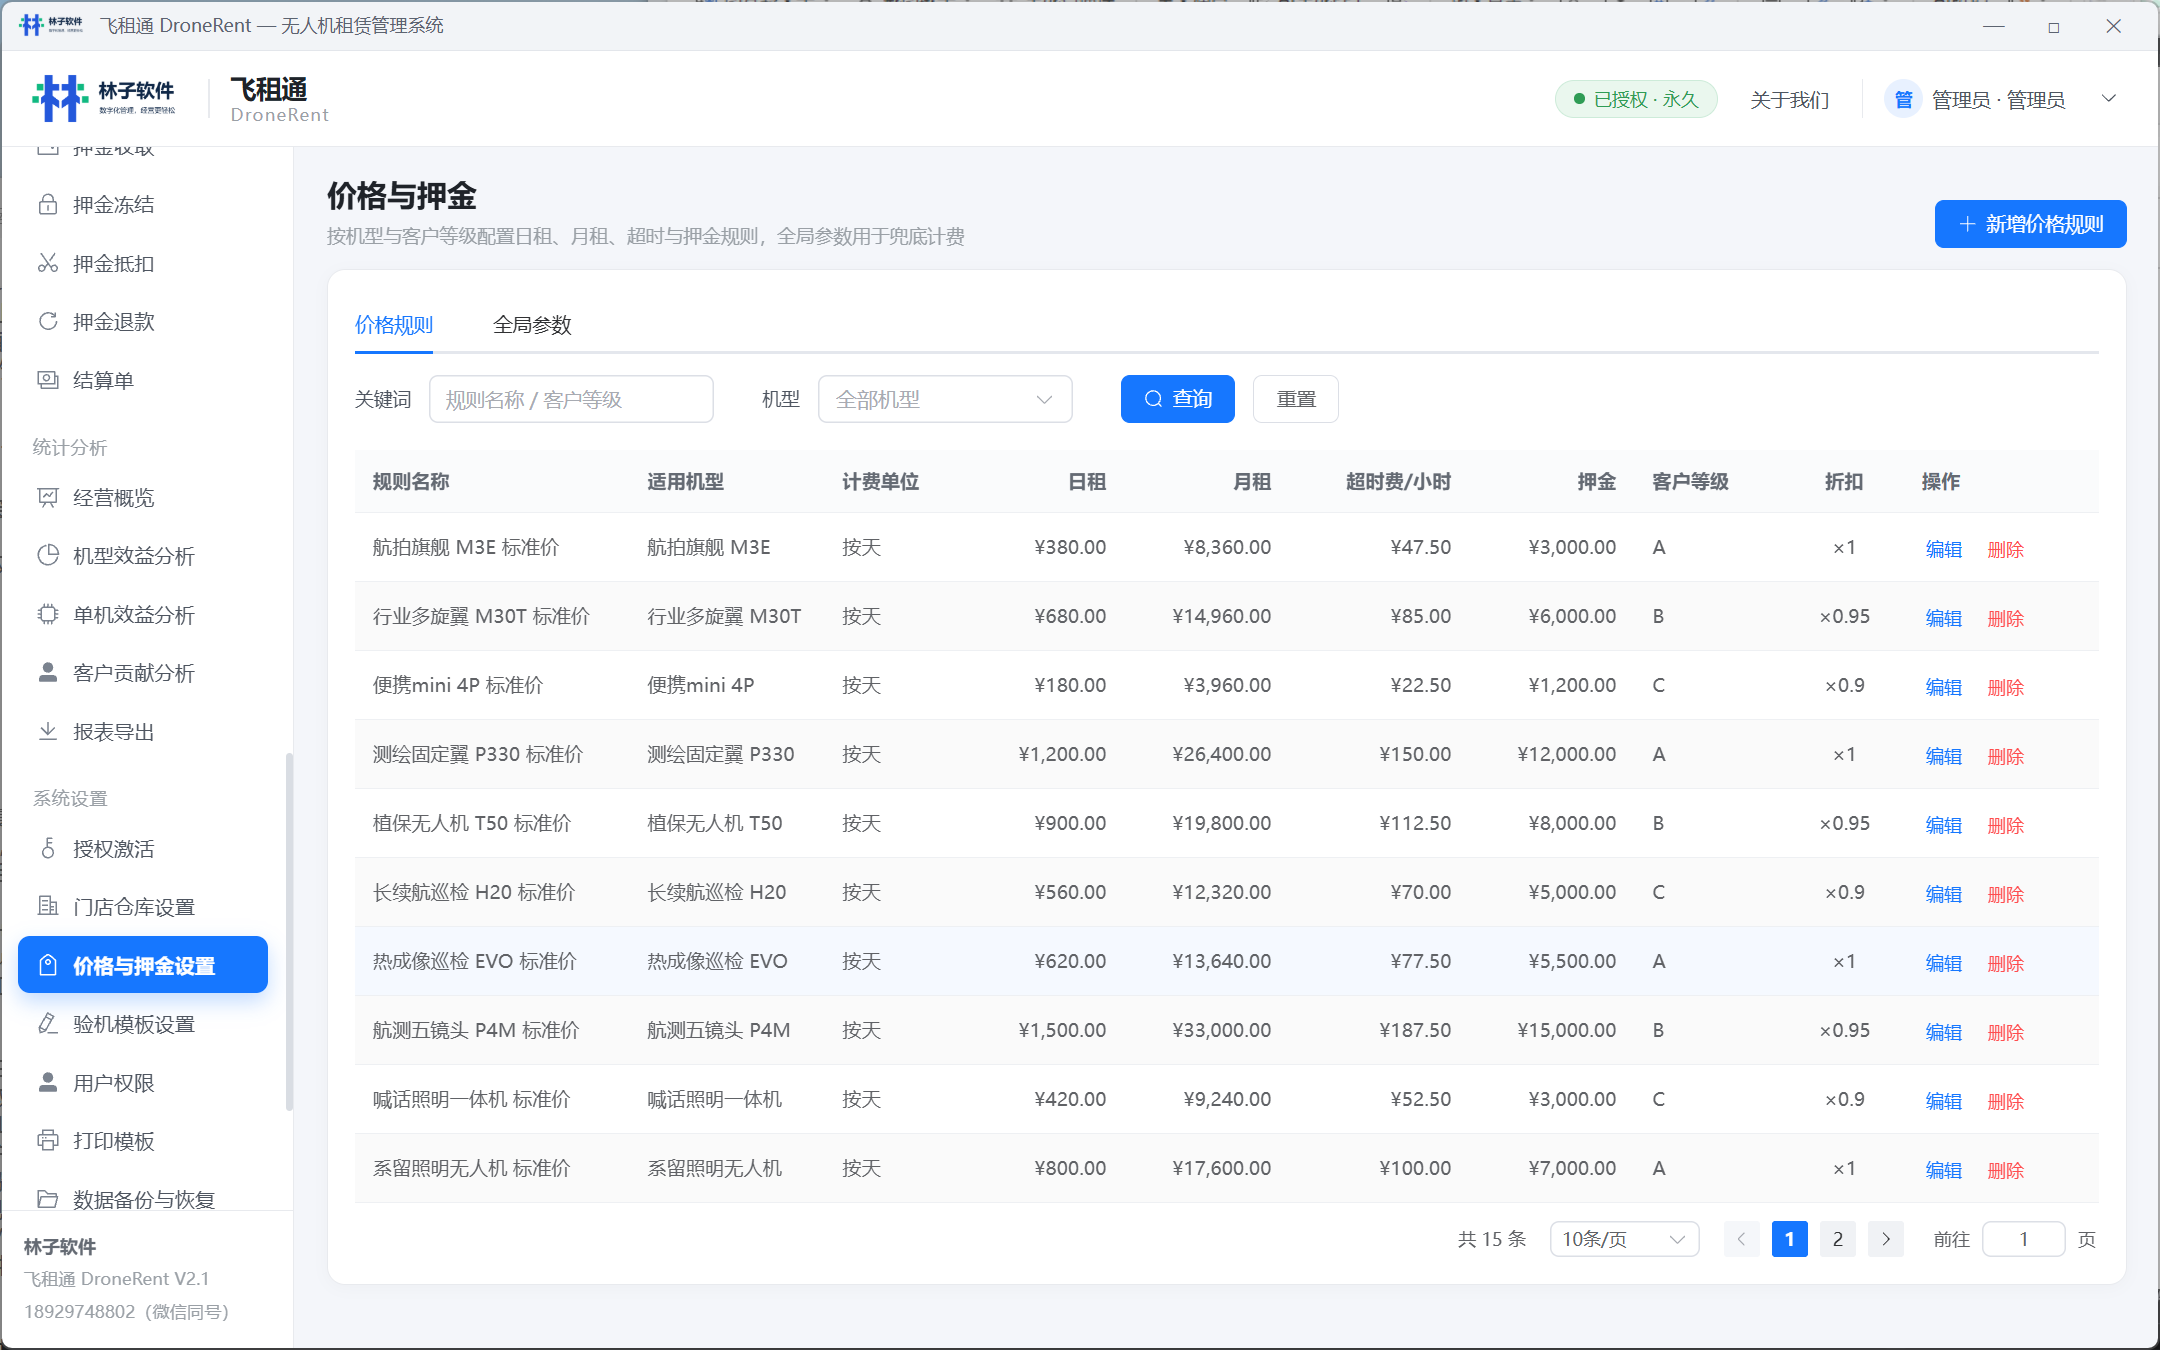 林子软件
飞租通 DroneRent — 无人机租赁管理系统
林子软件
数字化管理，经营更轻松
飞租通
DroneRent
已授权 · 永久
关于我们
管
管理员 · 管理员
押金收取
押金冻结
押金抵扣
押金退款
结算单
统计分析
经营概览
机型效益分析
单机效益分析
客户贡献分析
报表导出
系统设置
授权激活
门店仓库设置
价格与押金设置
验机模板设置
用户权限
打印模板
数据备份与恢复
林子软件
飞租通 DroneRent V2.1
18929748802（微信同号）
价格与押金
按机型与客户等级配置日租、月租、超时与押金规则，全局参数用于兜底计费
新增价格规则
价格规则 全局参数
关键词 规则名称 / 客户等级 机型 全部机型 查询 重置
规则名称 适用机型 计费单位 日租 月租 超时费/小时 押金 客户等级 折扣 操作
航拍旗舰 M3E 标准价 航拍旗舰 M3E 按天 ¥380.00 ¥8,360.00 ¥47.50 ¥3,000.00 A ×1 编辑 删除
行业多旋翼 M30T 标准价 行业多旋翼 M30T 按天 ¥680.00 ¥14,960.00 ¥85.00 ¥6,000.00 B ×0.95 编辑 删除
便携mini 4P 标准价 便携mini 4P 按天 ¥180.00 ¥3,960.00 ¥22.50 ¥1,200.00 C ×0.9 编辑 删除
测绘固定翼 P330 标准价 测绘固定翼 P330 按天 ¥1,200.00 ¥26,400.00 ¥150.00 ¥12,000.00 A ×1 编辑 删除
植保无人机 T50 标准价 植保无人机 T50 按天 ¥900.00 ¥19,800.00 ¥112.50 ¥8,000.00 B ×0.95 编辑 删除
长续航巡检 H20 标准价 长续航巡检 H20 按天 ¥560.00 ¥12,320.00 ¥70.00 ¥5,000.00 C ×0.9 编辑 删除
热成像巡检 EVO 标准价 热成像巡检 EVO 按天 ¥620.00 ¥13,640.00 ¥77.50 ¥5,500.00 A ×1 编辑 删除
航测五镜头 P4M 标准价 航测五镜头 P4M 按天 ¥1,500.00 ¥33,000.00 ¥187.50 ¥15,000.00 B ×0.95 编辑 删除
喊话照明一体机 标准价 喊话照明一体机 按天 ¥420.00 ¥9,240.00 ¥52.50 ¥3,000.00 C ×0.9 编辑 删除
系留照明无人机 标准价 系留照明无人机 按天 ¥800.00 ¥17,600.00 ¥100.00 ¥7,000.00 A ×1 编辑 删除
共 15 条 10条/页 1 2 前往 1 页